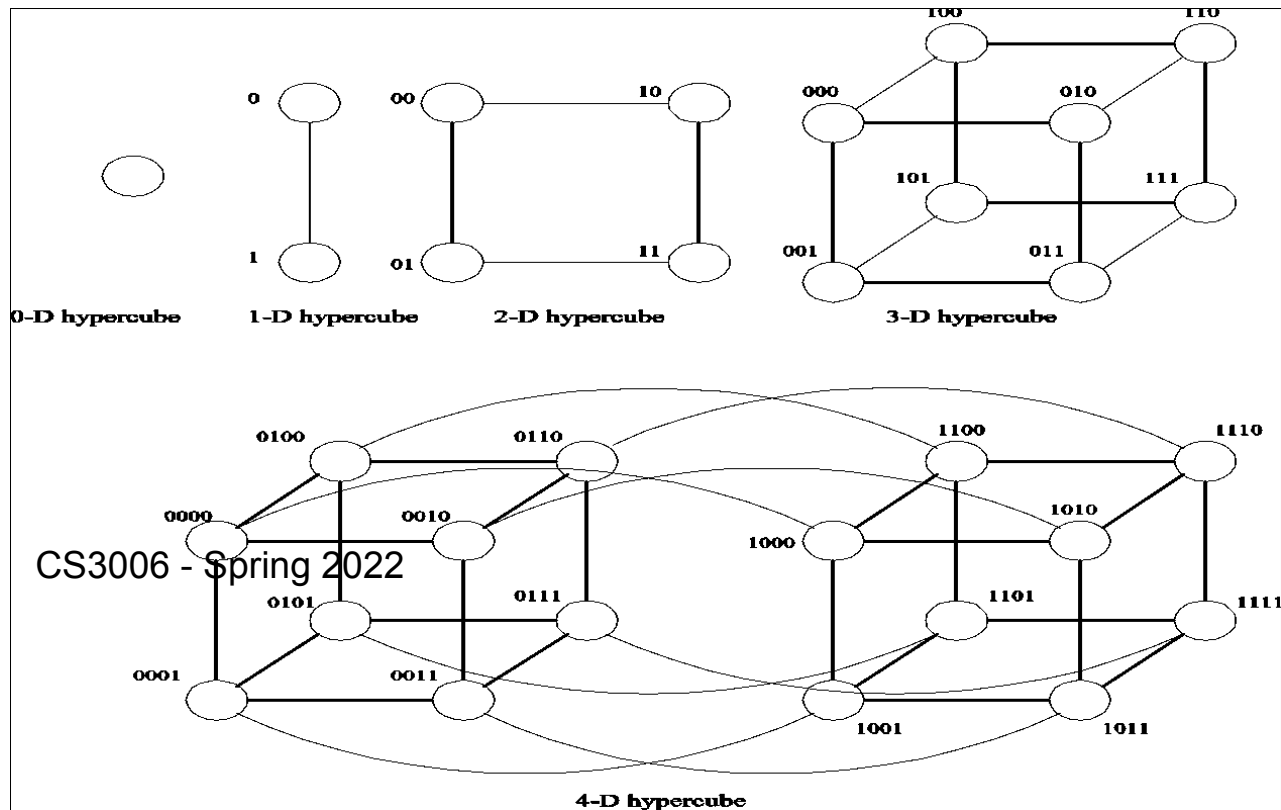 100 110
0 00 10 000 010
101 111
1 01 11 001 011
0-D hypercube 1-D hypercube 2-D hypercube 3-D hypercube
0100 0110 1100 1110
0000 0010 1000 1010
CS3006 - Spring 2022
0101 0111 1101 1111
0001 0011 1001 1011
4-D hypercube